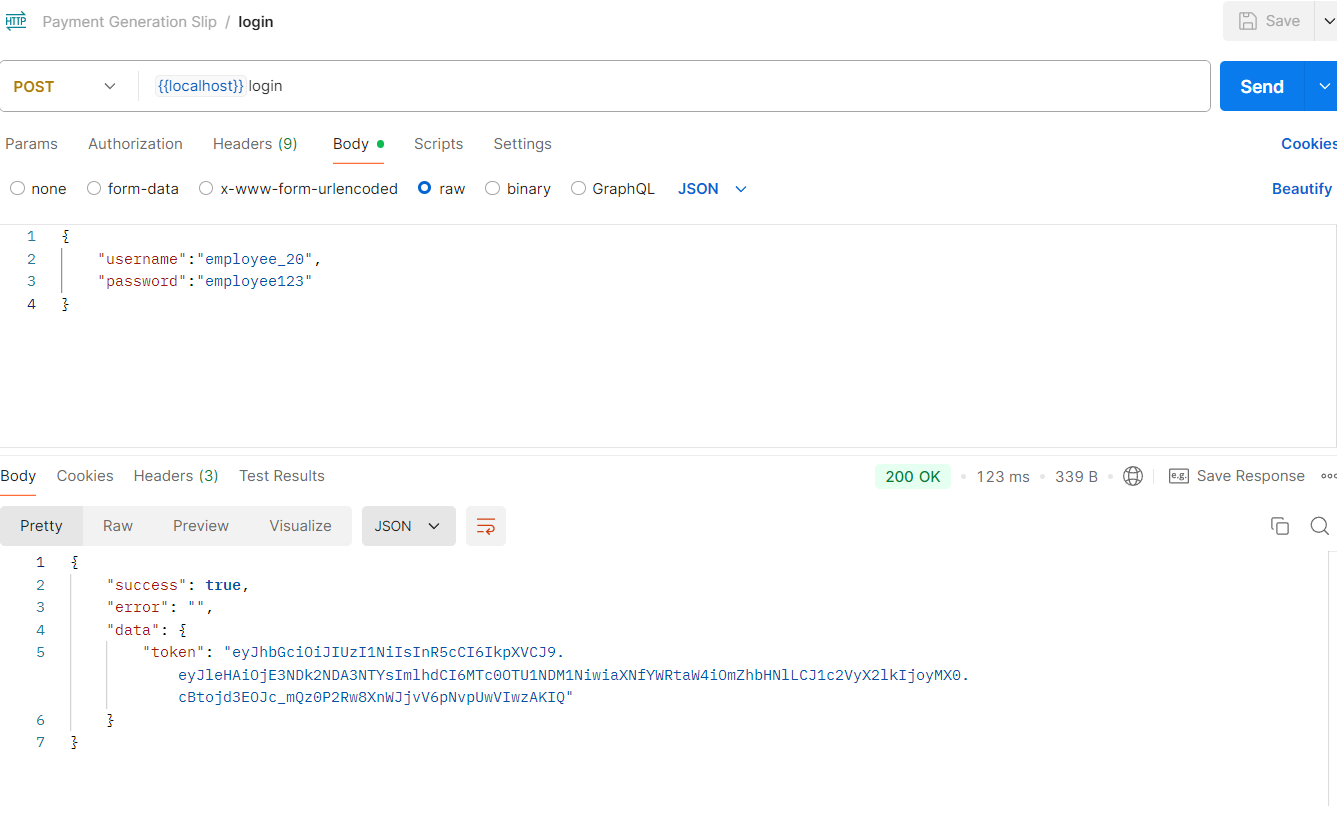 HTTP Payment Generation Slip / login
Save
POST {{localhost}} login
Send
Params Authorization Headers (9) Body Scripts Settings Cookies
none form-data x-www-form-urlencoded raw binary GraphQL JSON Beautify
1 {
2 "username":"employee_20",
3 "password":"employee123"
4 }
Body Cookies Headers (3) Test Results 200 OK 123 ms 339 B e.g. Save Response
Pretty Raw Preview Visualize JSON
1 {
2 "success": true,
3 "error": "",
4 "data": {
5 "token": "eyJhbGciOiJIUzI1NiIsInR5cCI6IkpXVCJ9.
eyJleHAiOjE3NDk2NDA3NTYsImlhdCI6MTc0OTU1NDM1NiwiaXNfYWRtaW4iOmZhbHNlLCJ1c2VyX2lkIjoyMX0.
cBtojd3EOJc_mQz0P2Rw8XnWJjvV6pNvpUwVIwzAKIQ"
6 }
7 }